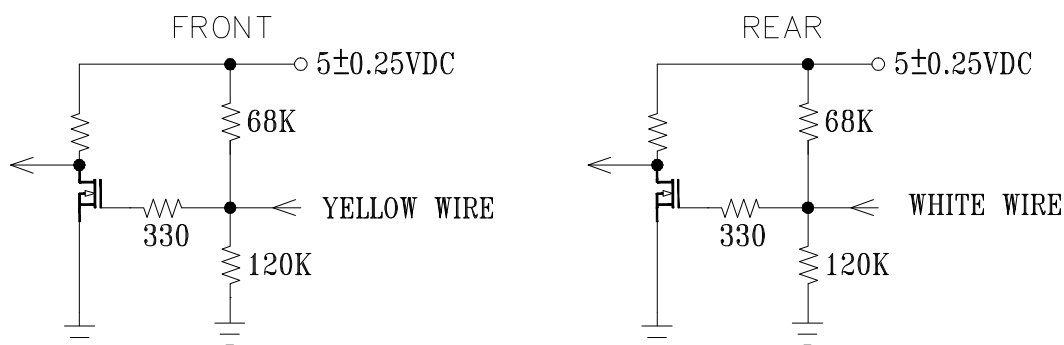 FRONT
5±0.25VDC
68K
YELLOW WIRE
330
120K
REAR
5±0.25VDC
68K
WHITE WIRE
330
120K